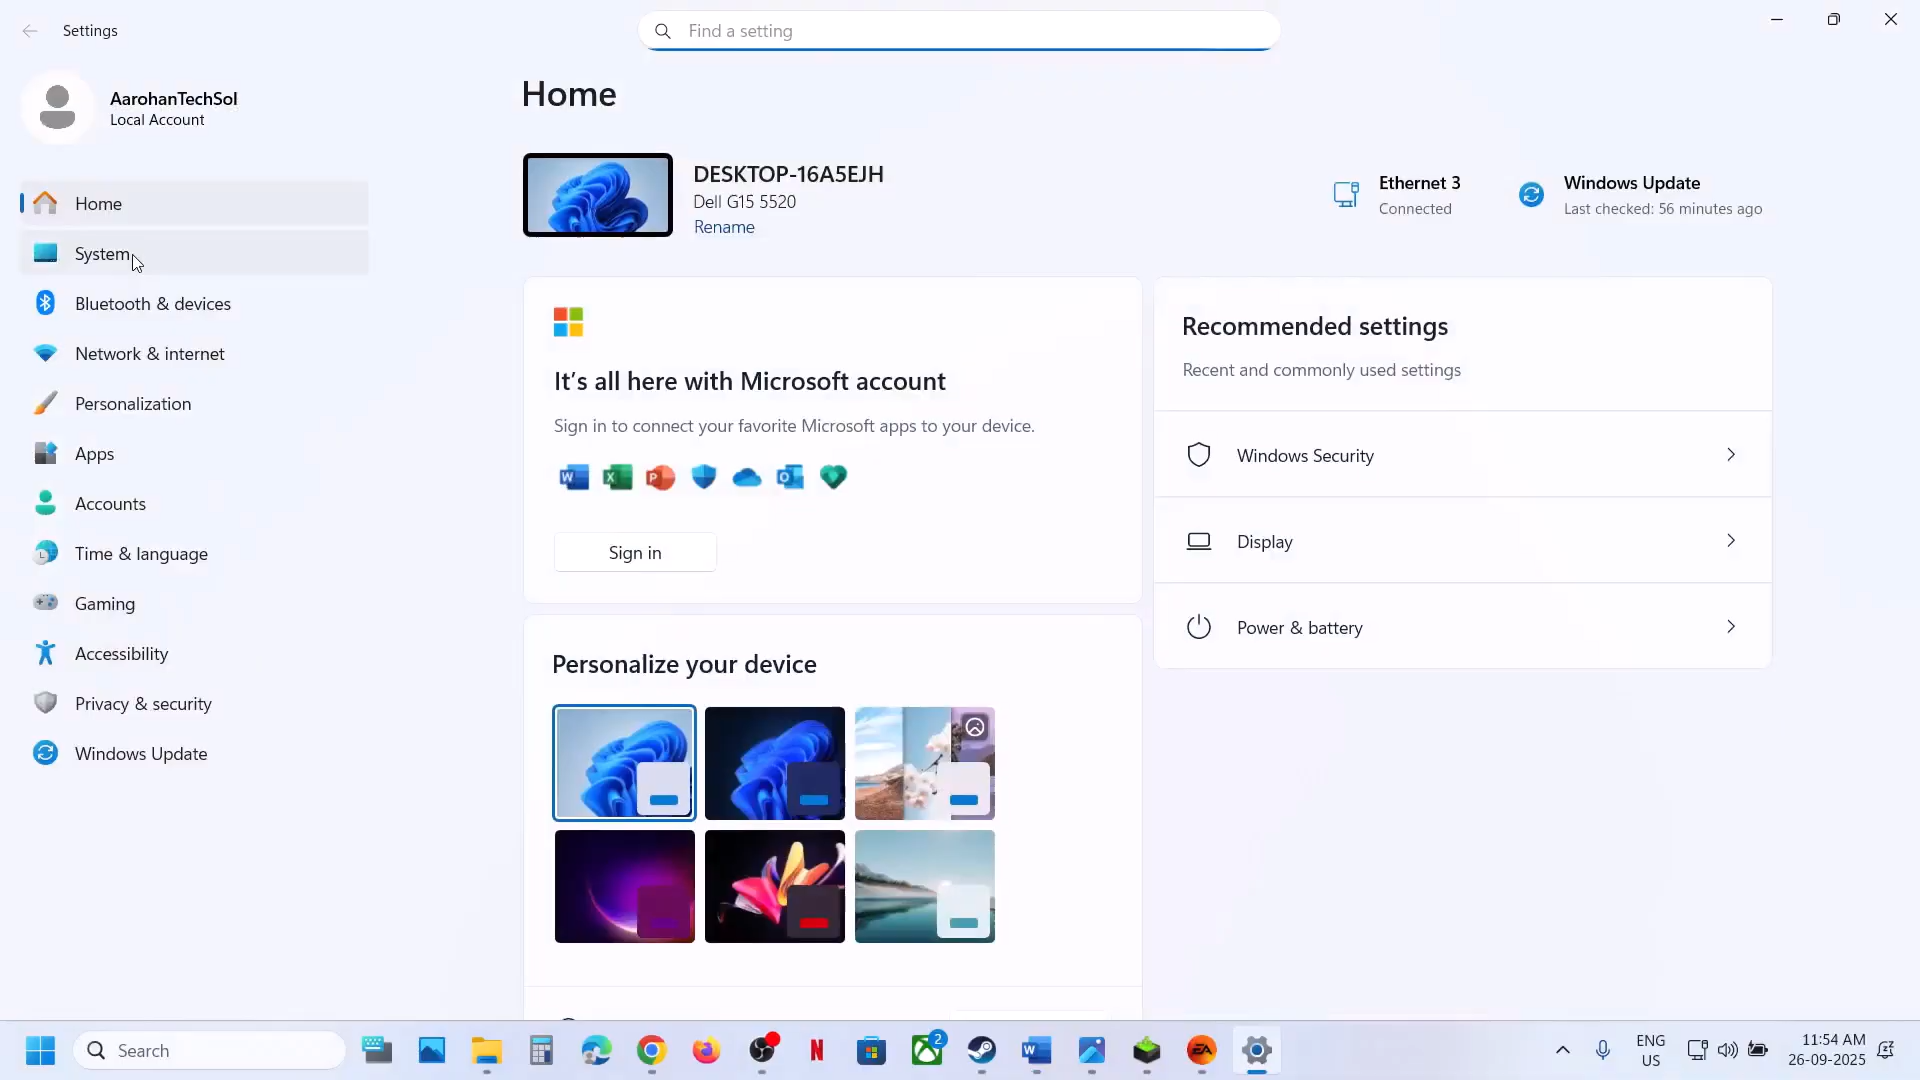 Settings
Find a setting
AarohanTechSol
Local Account
Home
System
Bluetooth & devices
Network & internet
Personalization
Apps
Accounts
Time & language
Gaming
Accessibility
Privacy & security
Windows Update
Home
DESKTOP-16A5EJH
Dell G15 5520
Rename
Ethernet 3
Connected
Windows Update
Last checked: 56 minutes ago
It's all here with Microsoft account
Sign in to connect your favorite Microsoft apps to your device.
Sign in
Personalize your device
Recommended settings
Recent and commonly used settings
Windows Security
Display
Power & battery
Search
2
ENG
US
11:54 AM
26-09-2025